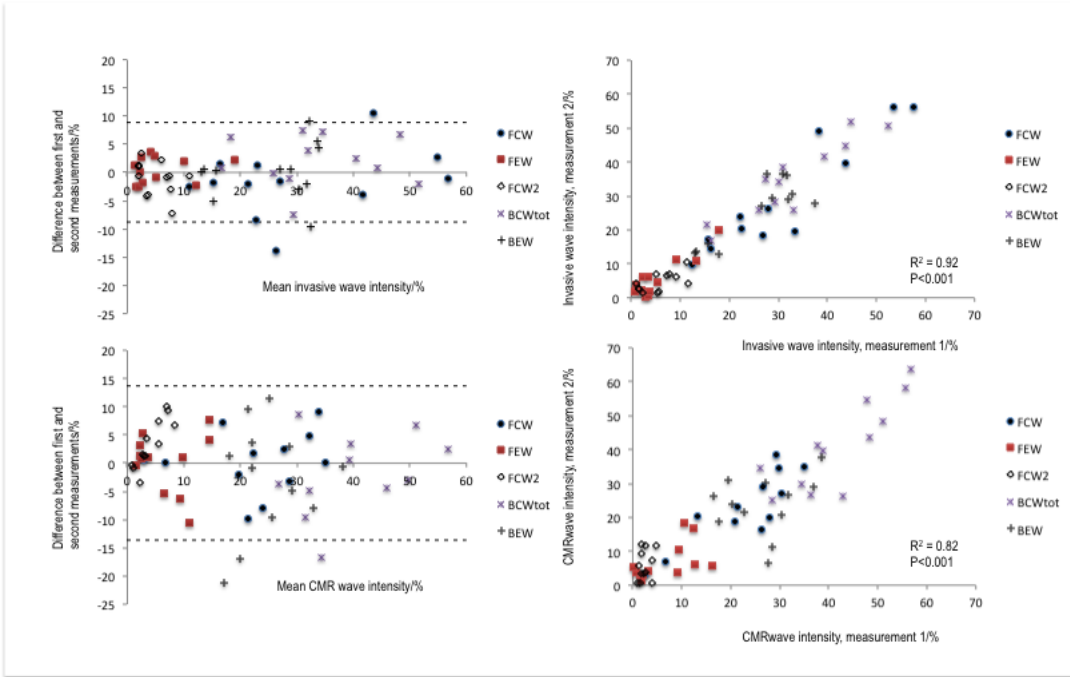 Difference between first and
second measurements/%
20
15
10
5
0
-5
-10
-15
-20
-25
0 10 20 30 40 50 60
Mean invasive wave intensity/%
FCW
FEW
FCW2
BCWtot
BEW
Invasive wave intensity, measurement 2/%
70
60
50
40
30
20
10
0
0 10 20 30 40 50 60 70
R² = 0.92
P<0.001
Invasive wave intensity, measurement 1/%
FCW
FEW
FCW2
BCWtot
BEW
Difference between first and
second measurements/%
20
15
10
5
0
-5
-10
-15
-20
-25
0 10 20 30 40 50 60
Mean CMR wave intensity/%
FCW
FEW
FCW2
BCWtot
BEW
CMRwave intensity, measurement 2/%
70
60
50
40
30
20
10
0
0 10 20 30 40 50 60 70
R² = 0.82
P<0.001
CMRwave intensity, measurement 1/%
FCW
FEW
FCW2
BCWtot
BEW